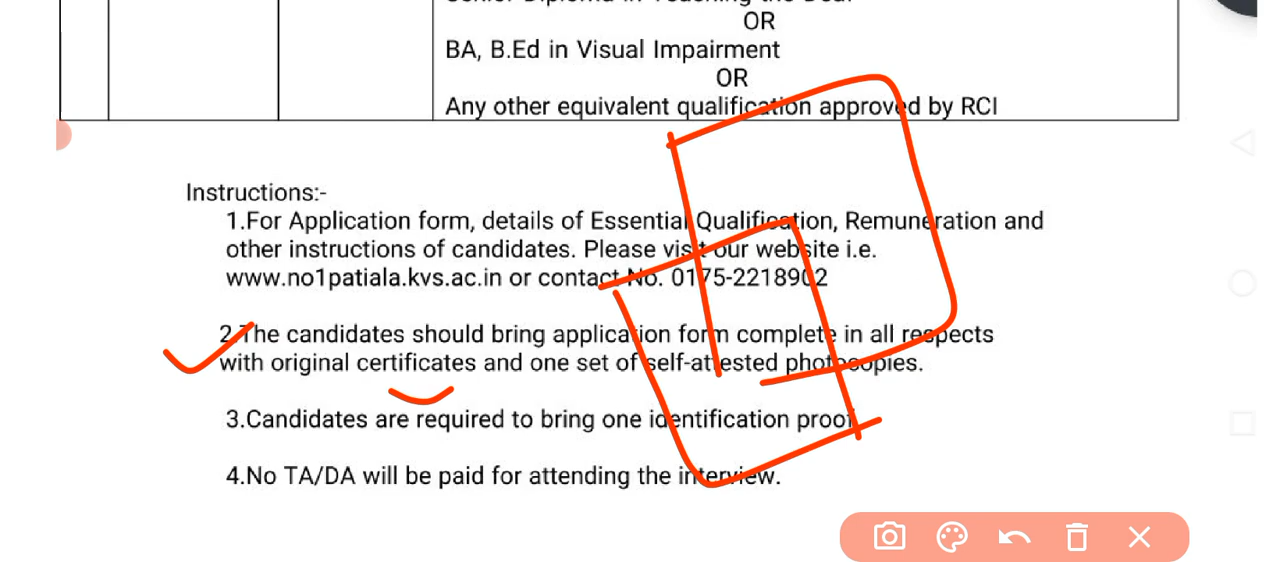 OR
BA, B.Ed in Visual Impairment
OR
Any other equivalent qualification approved by RCI
Instructions:-
1.For Application form, details of Essential Qualification, Remuneration and
other instructions of candidates. Please visit our website i.e.
www.no1patiala.kvs.ac.in or contact No. 0175-2218902
2.The candidates should bring application form complete in all respects
with original certificates and one set of self-attested photocopies.
3.Candidates are required to bring one identification proof
4.No TA/DA will be paid for attending the interview.